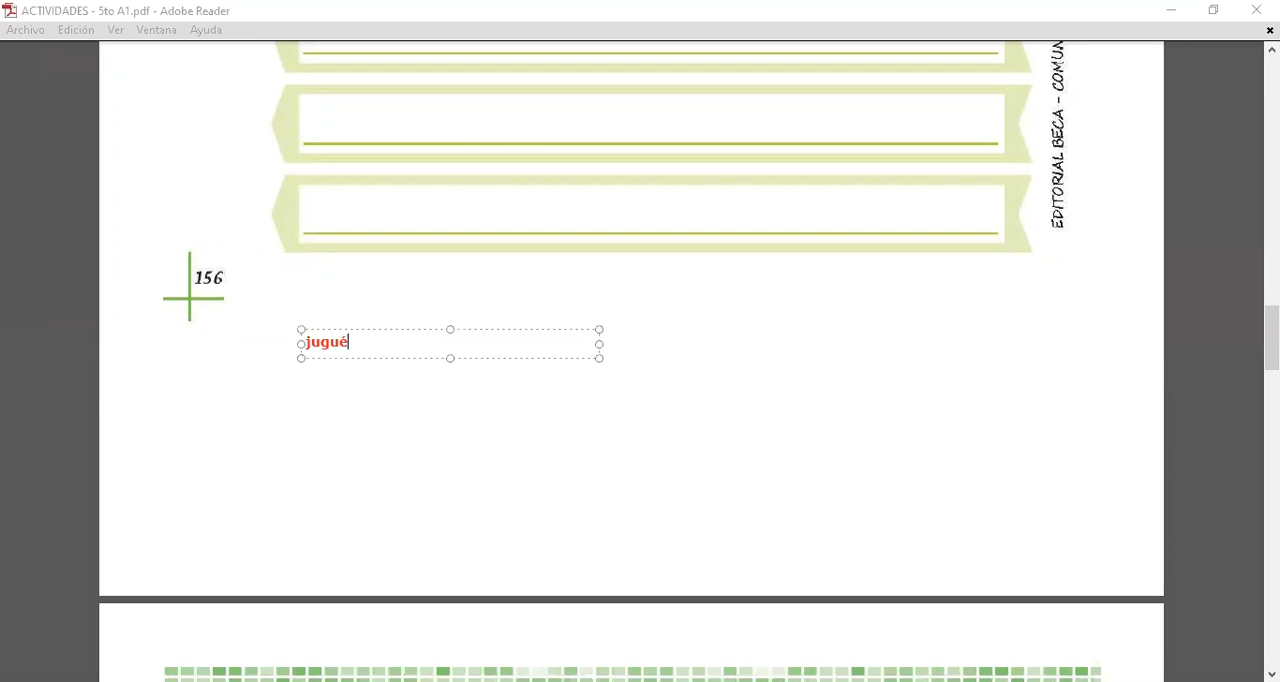 ACTIVIDADES - 5to A1.pdf - Adobe Reader
Archivo Edición Ver Ventana Ayuda
EDITORIAL BECA - COMUN
156
jugué